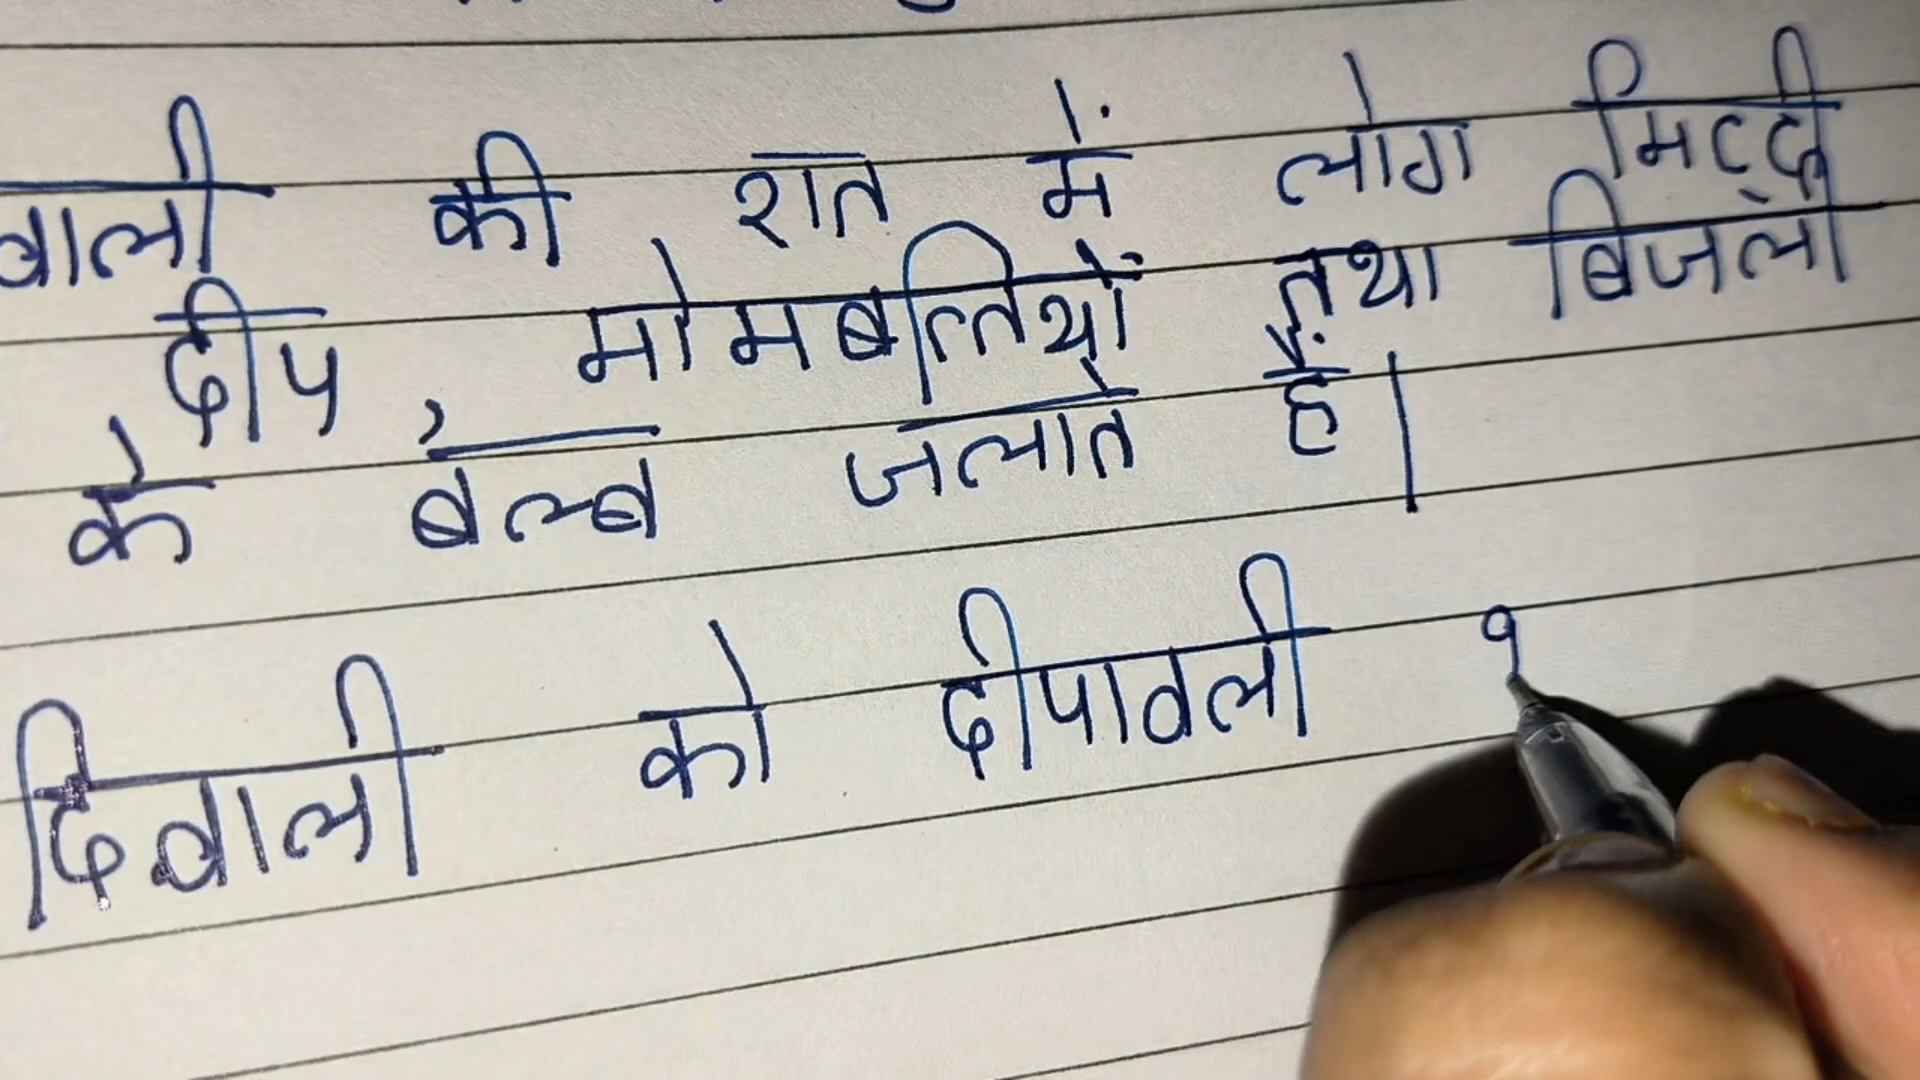 वाली की रात में लोग मिट्टी
दीप, मोमबत्तियों तथा बिजली
के बल्ब जलाते हैं।
दिवाली को दीपावली